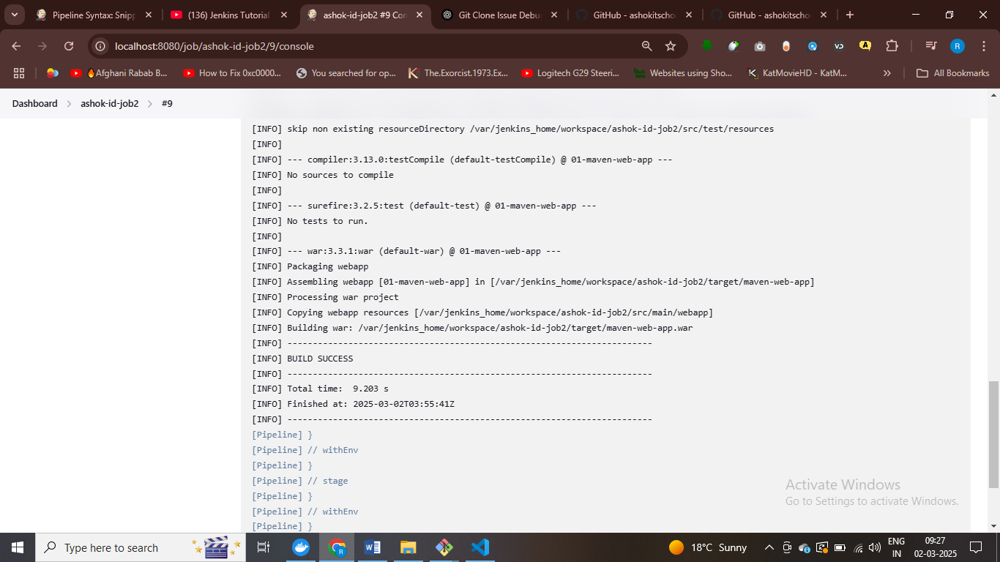 Pipeline Syntax: Snipp
(136) Jenkins Tutorial
ashok-id-job2 #9 Con
Git Clone Issue Debu
GitHub - ashokitscho
GitHub - ashokitscho
localhost:8080/job/ashok-id-job2/9/console
R
Afghani Rabab B...
How to Fix 0xc0000...
You searched for op...
The.Exorcist.1973.Ex...
Logitech G29 Steeri...
Websites using Sho...
KatMovieHD - KatM...
All Bookmarks
Dashboard
ashok-id-job2
#9
[INFO] skip non existing resourceDirectory /var/jenkins_home/workspace/ashok-id-job2/src/test/resources
[INFO]
[INFO] --- compiler:3.13.0:testCompile (default-testCompile) @ 01-maven-web-app ---
[INFO] No sources to compile
[INFO]
[INFO] --- surefire:3.2.5:test (default-test) @ 01-maven-web-app ---
[INFO] No tests to run.
[INFO]
[INFO] --- war:3.3.1:war (default-war) @ 01-maven-web-app ---
[INFO] Packaging webapp
[INFO] Assembling webapp [01-maven-web-app] in [/var/jenkins_home/workspace/ashok-id-job2/target/maven-web-app]
[INFO] Processing war project
[INFO] Copying webapp resources [/var/jenkins_home/workspace/ashok-id-job2/src/main/webapp]
[INFO] Building war: /var/jenkins_home/workspace/ashok-id-job2/target/maven-web-app.war
[INFO] ------------------------------------------------------------------------
[INFO] BUILD SUCCESS
[INFO] ------------------------------------------------------------------------
[INFO] Total time:  9.203 s
[INFO] Finished at: 2025-03-02T03:55:41Z
[INFO] ------------------------------------------------------------------------
[Pipeline] }
[Pipeline] // withEnv
[Pipeline] }
[Pipeline] // stage
[Pipeline] }
[Pipeline] // withEnv
[Pipeline] }
Activate Windows
Go to Settings to activate Windows.
Type here to search
18°C Sunny
ENG
IN
09:27
02-03-2025